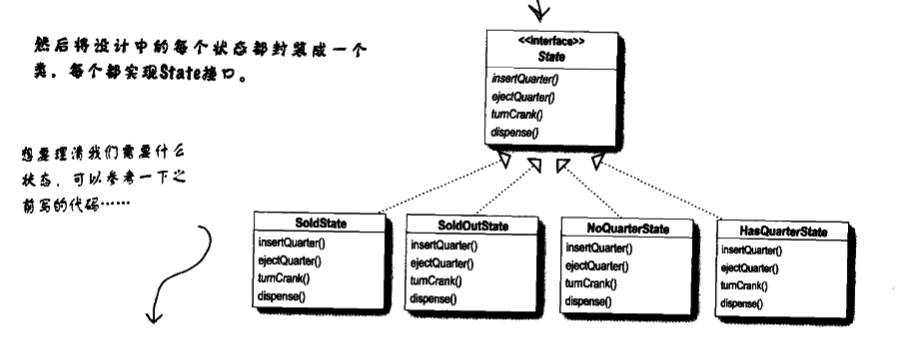 然后将设计中的每个状态都封装成一个
类，每个都实现State接口。
<<interface>>
State
insertQuarter()
ejectQuarter()
turnCrank()
dispense()
想要理清我们需要什么
状态，可以参考一下之
前写的代码……
SoldState
insertQuarter()
ejectQuarter()
turnCrank()
dispense()
SoldOutState
insertQuarter()
ejectQuarter()
turnCrank()
dispense()
NoQuarterState
insertQuarter()
ejectQuarter()
turnCrank()
dispense()
HasQuarterState
insertQuarter()
ejectQuarter()
turnCrank()
dispense()